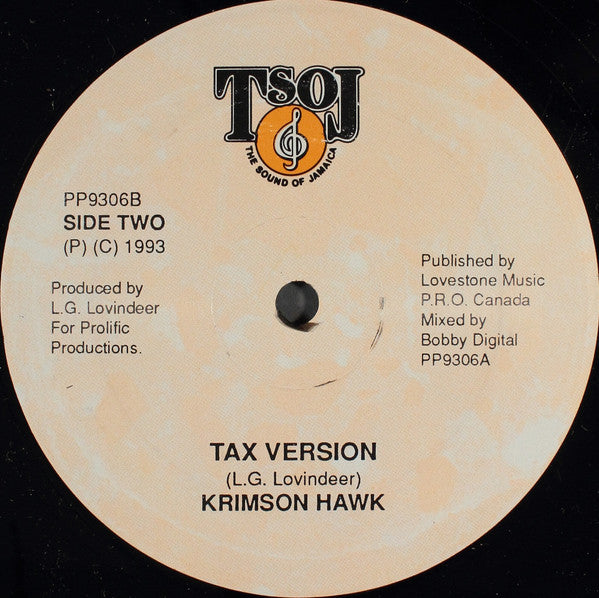 TSOJ
THE SOUND OF JAMAICA
PP9306B
SIDE TWO
(P) (C) 1993
Produced by
L.G. Lovindeer
For Prolific
Productions.
Published by
Lovestone Music
P.R.O. Canada
Mixed by
Bobby Digital
PP9306A
TAX VERSION
(L.G. Lovindeer)
KRIMSON HAWK